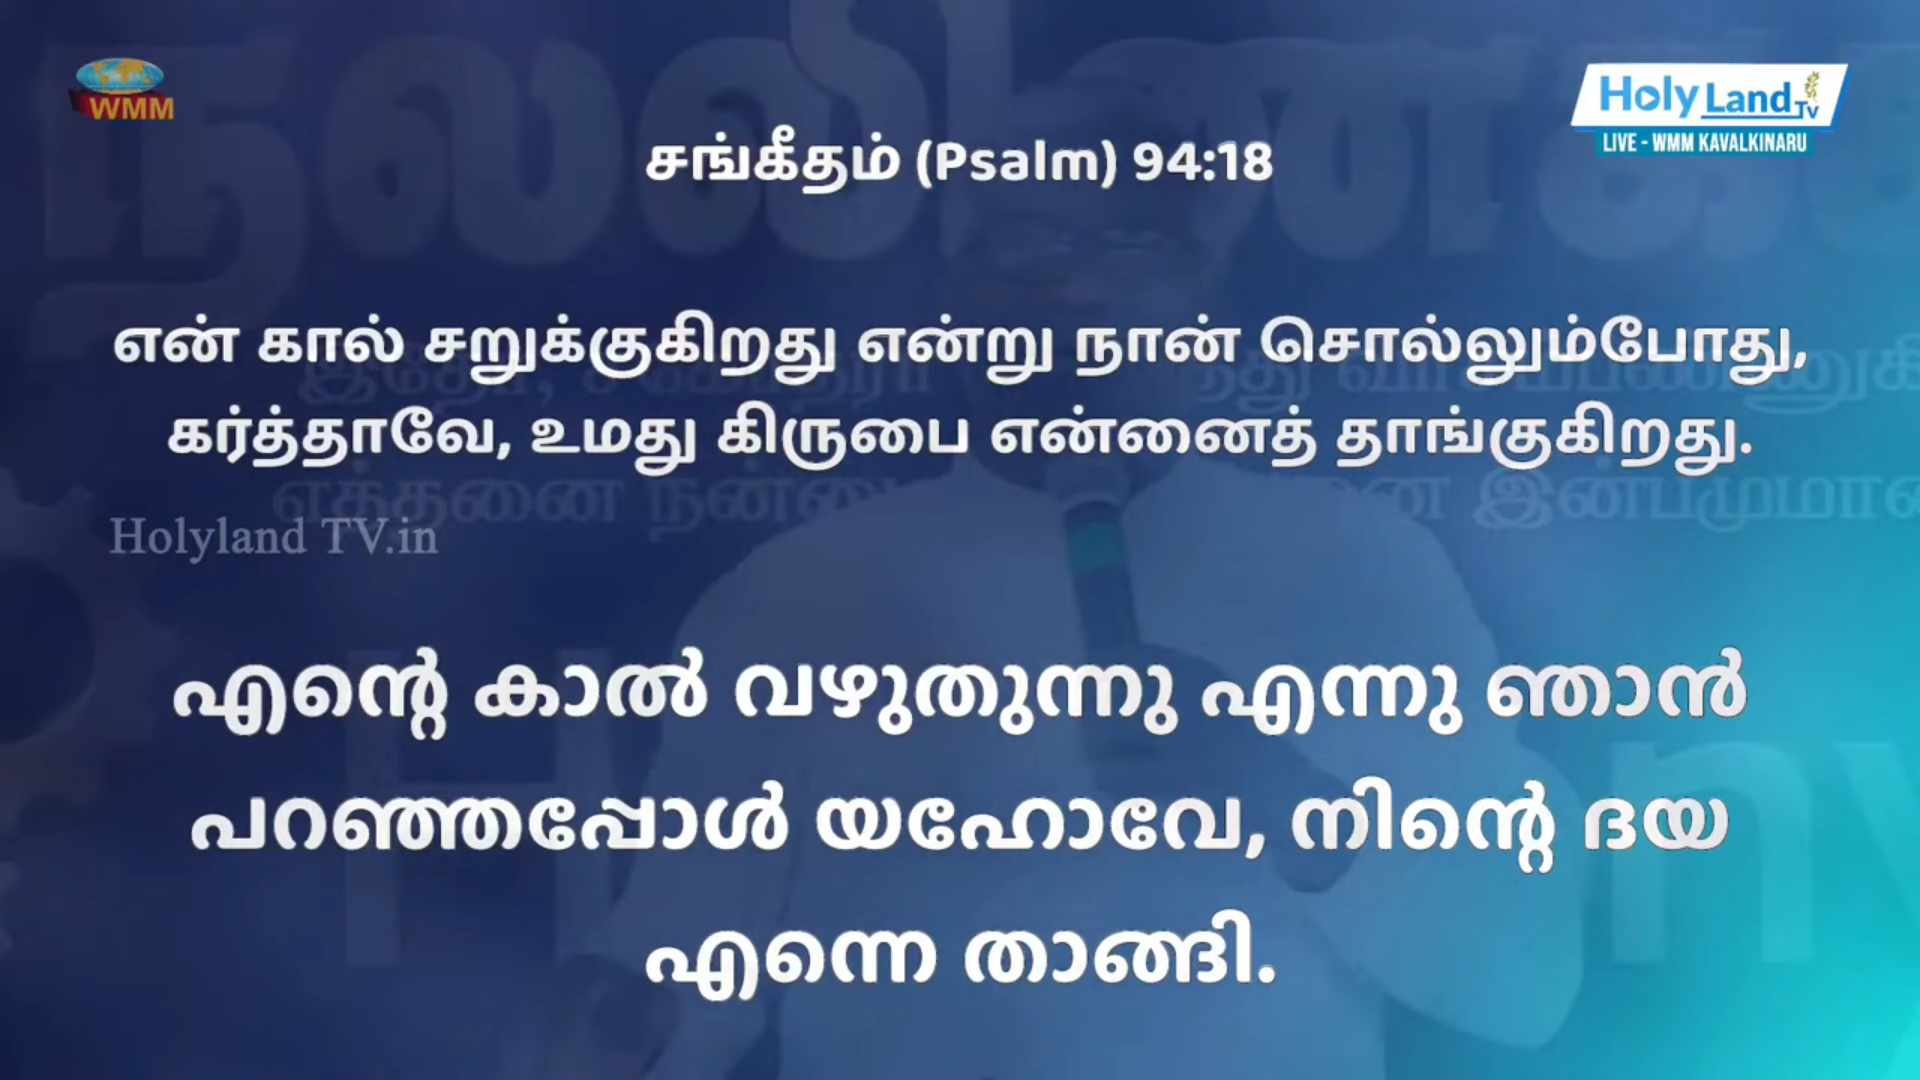 WMM
Holy Land TV
LIVE - WMM KAVALKINARU
சங்கீதம் (Psalm) 94:18
என் கால் சறுக்குகிறது என்று நான் சொல்லும்போது,
கர்த்தாவே, உமது கிருபை என்னைத் தாங்குகிறது.
Holyland TV.in
എന്റെ കാൽ വഴുതുന്നു എന്നു ഞാൻ
പറഞ്ഞപ്പോൾ യഹോവേ, നിന്റെ ദയ
എന്നെ താങ്ങി.